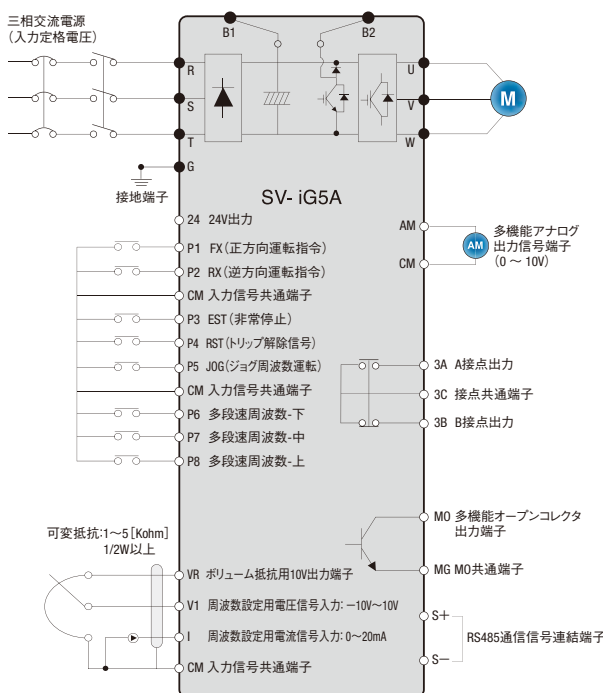 三相交流電源
（入力定格電圧）
B1
B2
R
S
T
G
U
V
W
M
接地端子
SV- iG5A
24 24V出力
P1 FX(正方向運転指令)
P2 RX(逆方向運転指令)
CM 入力信号共通端子
P3 EST(非常停止)
P4 RST(トリップ解除信号)
P5 JOG(ジョグ周波数運転)
CM 入力信号共通端子
P6 多段速周波数-下
P7 多段速周波数-中
P8 多段速周波数-上
AM
CM
AM
多機能アナログ
出力信号端子
（0 ～ 10V）
3A A接点出力
3C 接点共通端子
3B B接点出力
MO 多機能オープンコレクタ
出力端子
MG MO共通端子
可変抵抗:1～5[Kohm]
1/2W以上
VR ボリューム抵抗用10V出力端子
V1 周波数設定用電圧信号入力：－10V～10V
I 周波数設定用電流信号入力：0～20mA
CM 入力信号共通端子
S+
S−
RS485通信信号連結端子